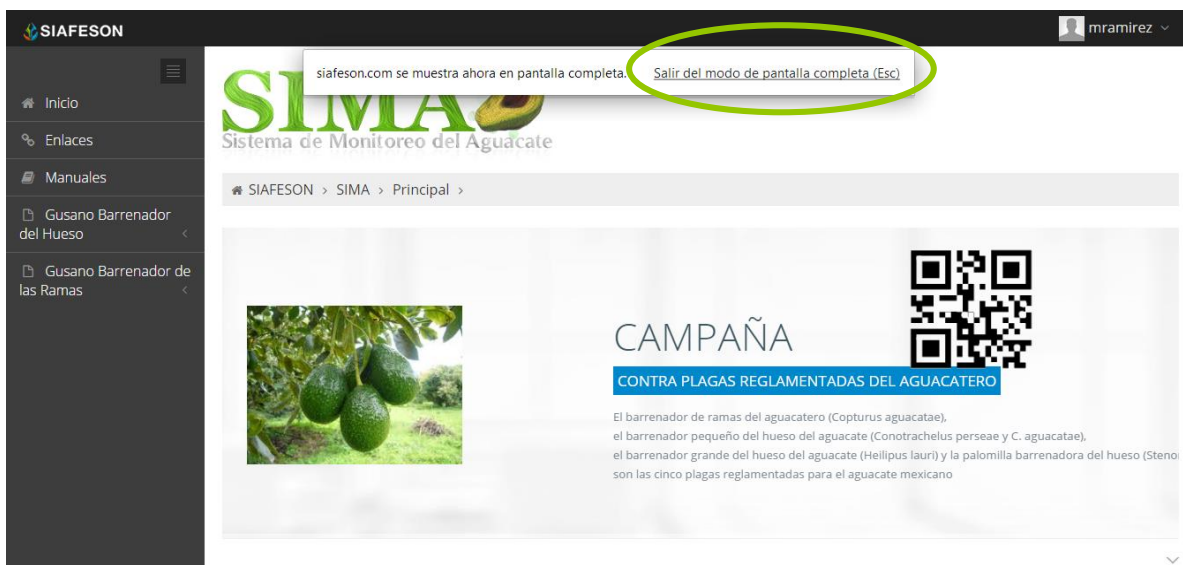 SIAFESON
mramirez
siafeson.com se muestra ahora en pantalla completa. Salir del modo de pantalla completa (Esc)
SIMA
Sistema de Monitoreo del Aguacate
Inicio
Enlaces
Manuales
Gusano Barrenador
del Hueso
Gusano Barrenador de
las Ramas
SIAFESON > SIMA > Principal >
CAMPAÑA
CONTRA PLAGAS REGLAMENTADAS DEL AGUACATERO
El barrenador de ramas del aguacatero (Copturus aguacatae),
el barrenador pequeño del hueso del aguacate (Conotrachelus perseae y C. aguacatae),
el barrenador grande del hueso del aguacate (Heilipus lauri) y la palomilla barrenadora del hueso (Steno
son las cinco plagas reglamentadas para el aguacate mexicano